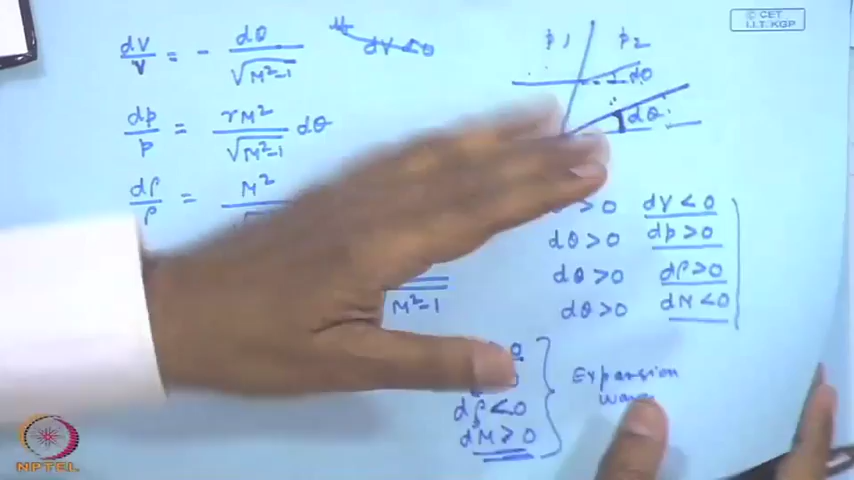 © CET
I.I.T. KGP
dV/V = - dθ/√M²-1
dV<0
p1 p2
dθ
dθ
dp/p = γM²/√M²-1 dθ
dρ/ρ = M²
M²-1
>0 dV<0
dθ>0 dp>0
dθ>0 dρ>0
dθ>0 dM<0
Expansion
wave
dρ<0
dM>0
NPTEL